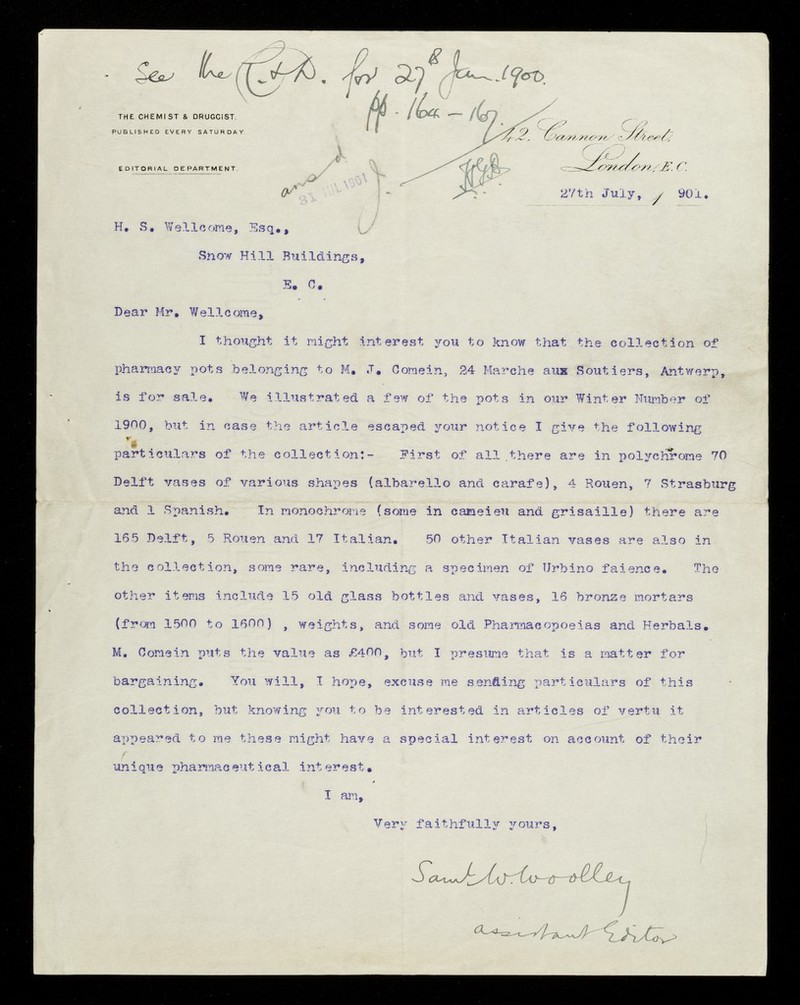 See the C. & D. for 27th Jan. 1900.
pp. 164 — 167
THE CHEMIST & DRUGGIST.
PUBLISHED EVERY SATURDAY.
EDITORIAL DEPARTMENT.
42, Cannon Street,
London, E.C.
ansd
31 JUL 1901
27th July, 1901.
H. S. Wellcome, Esq.,
Snow Hill Buildings,
E. C.
Dear Mr. Wellcome,
I thought it might interest you to know that the collection of
pharmacy pots belonging to M. J. Comein, 24 Marche aux Soutiers, Antwerp,
is for sale. We illustrated a few of the pots in our Winter Number of
1900, but in case the article escaped your notice I give the following
particulars of the collection:- First of all there are in polychrome 70
Delft vases of various shapes (albarello and carafe), 4 Rouen, 7 Strasburg
and 1 Spanish. In monochrome (some in cameieu and grisaille) there are
165 Delft, 5 Rouen and 17 Italian. 50 other Italian vases are also in
the collection, some rare, including a specimen of Urbino faience. The
other items include 15 old glass bottles and vases, 16 bronze mortars
(from 1500 to 1600) , weights, and some old Pharmacopoeias and Herbals.
M. Comein puts the value as £400, but I presume that is a matter for
bargaining. You will, I hope, excuse me sending particulars of this
collection, but knowing you to be interested in articles of vertu it
appeared to me these might have a special interest on account of their
unique pharmaceutical interest.
I am,
Very faithfully yours,
Saml. W. Woolley
assistant Editor